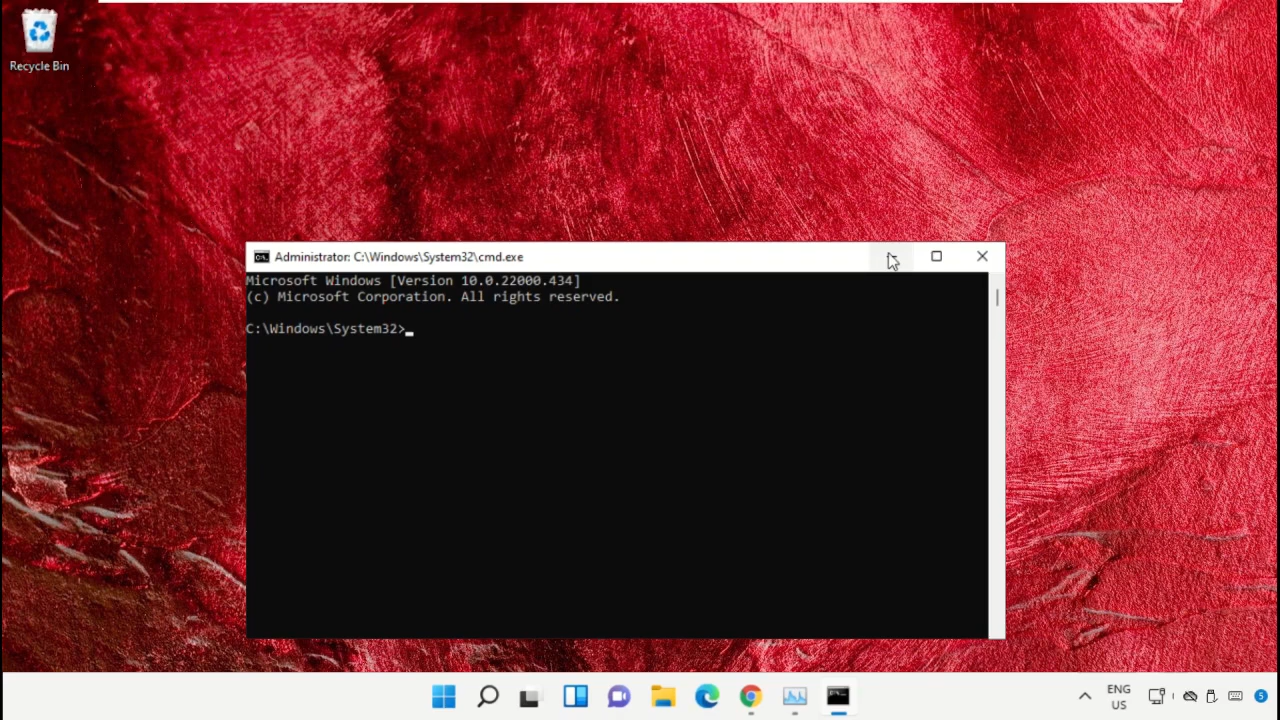 Recycle Bin
Administrator: C:\Windows\System32\cmd.exe
Microsoft Windows [Version 10.0.22000.434]
(c) Microsoft Corporation. All rights reserved.
C:\Windows\System32>
ENG
US
5